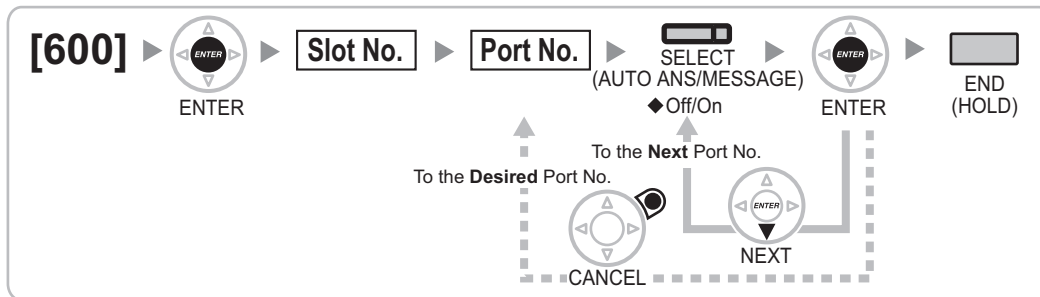 [600] ENTER Slot No. Port No. ENTER
ENTER
SELECT
(AUTO ANS/MESSAGE)
◆Off/On
ENTER
END
(HOLD)
To the Next Port No.
To the Desired Port No.
ENTER
NEXT
CANCEL